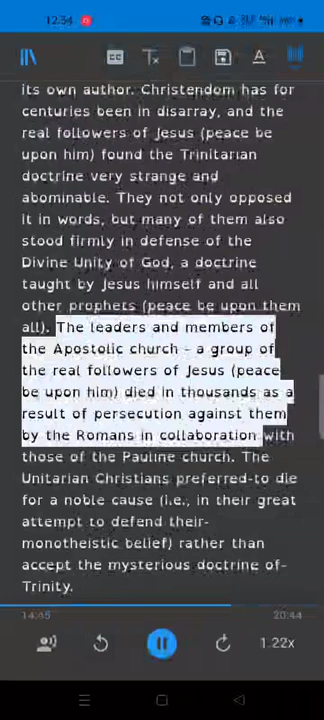 12:34
CC
A
its own author. Christendom has for
centuries been in disarray, and the
real followers of Jesus (peace be
upon him) found the Trinitarian
doctrine very strange and
abominable. They not only opposed
it in words, but many of them also
stood firmly in defense of the
Divine Unity of God, a doctrine
taught by Jesus himself and all
other prophets (peace be upon them
all). The leaders and members of
the Apostolic church - a group of
the real followers of Jesus (peace
be upon him) died in thousands as a
result of persecution against them
by the Romans in collaboration with
those of the Pauline church. The
Unitarian Christians preferred-to die
for a noble cause (i.e., in their great
attempt to defend their-
monotheistic belief) rather than
accept the mysterious doctrine of-
Trinity.
14:45 20:44
1.22x